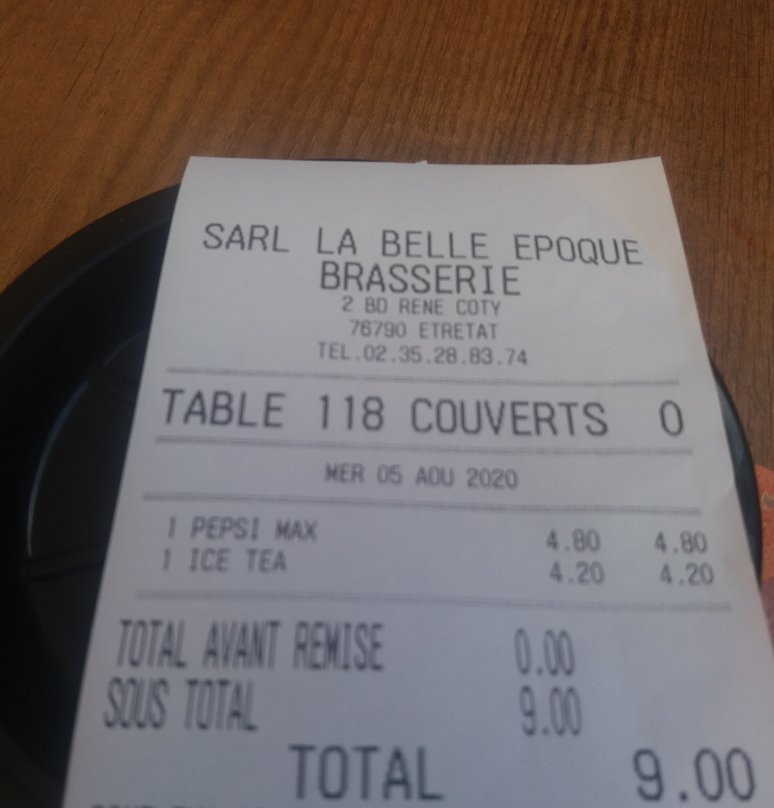 SARL LA BELLE EPOQUE
BRASSERIE
2 BD RENE COTY
76790 ETRETAT
TEL.02.35.28.83.74
TABLE 118 COUVERTS 0
MER 05 AOU 2020
1 PEPSI MAX 4.80 4.80
1 ICE TEA 4.20 4.20
TOTAL AVANT REMISE 0.00
SOUS TOTAL 9.00
TOTAL 9.00